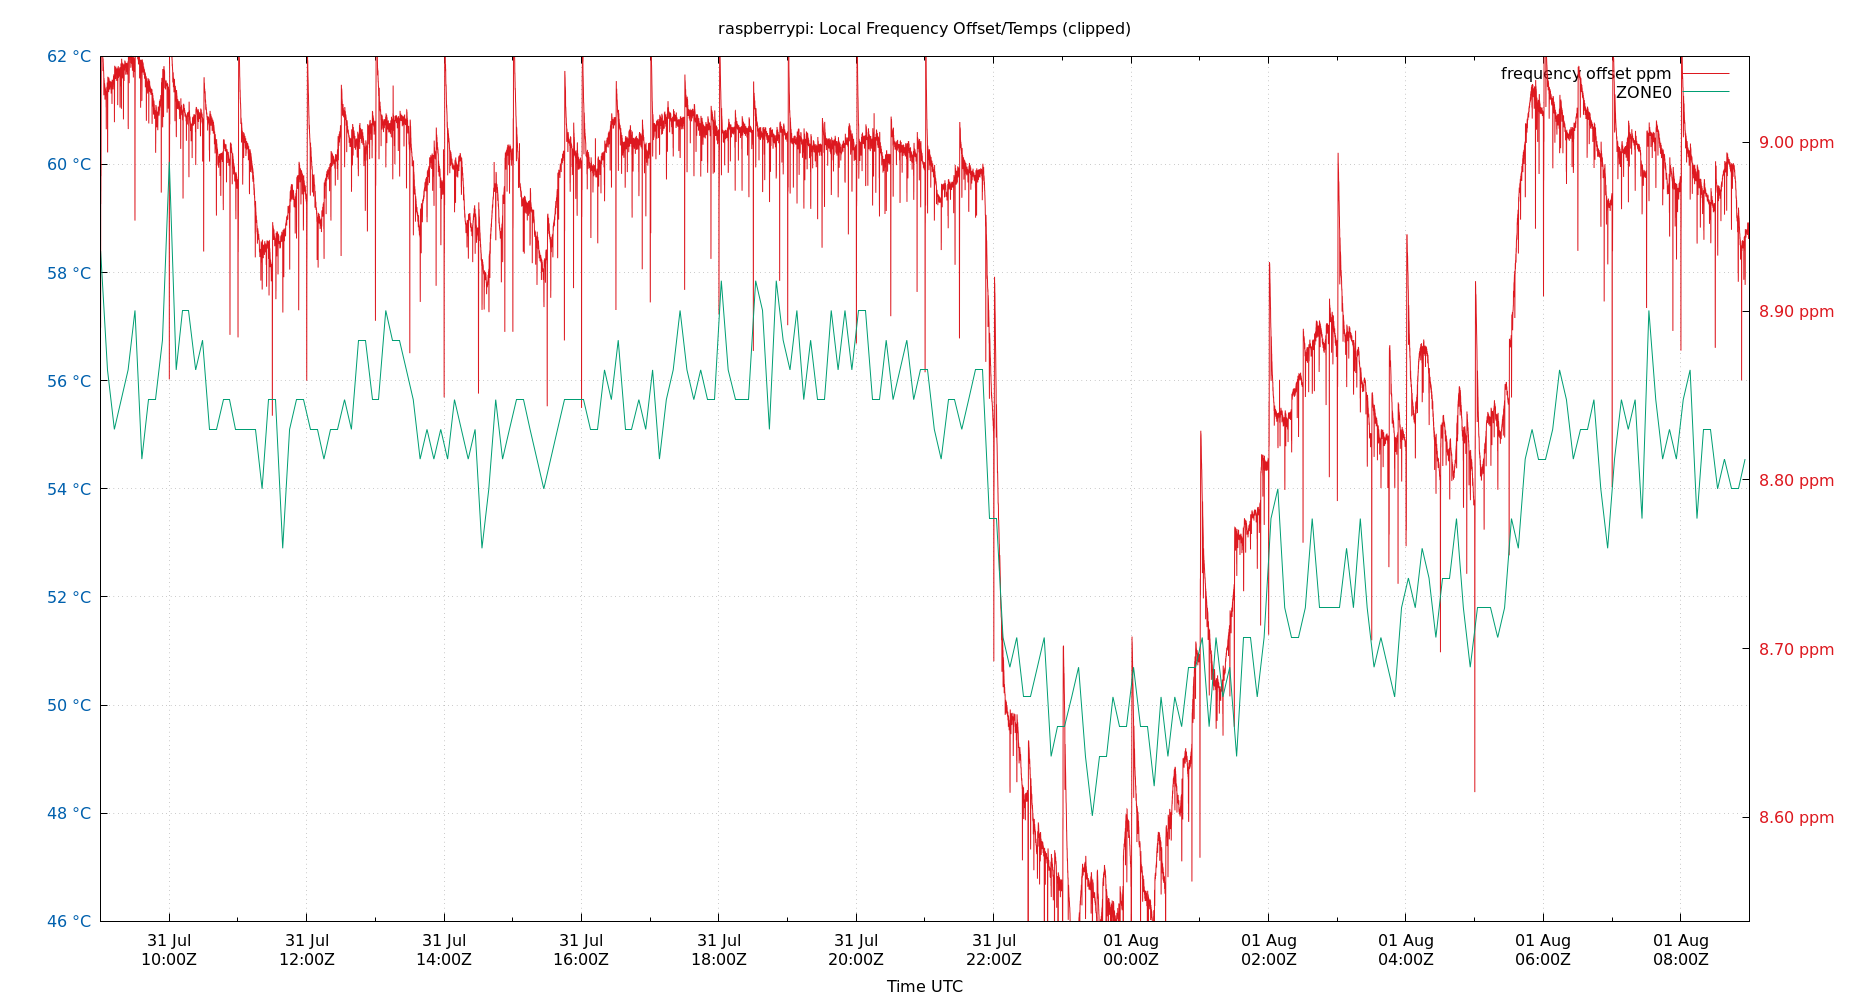 raspberrypi: Local Frequency Offset/Temps (clipped)
62 °C
60 °C
58 °C
56 °C
54 °C
52 °C
50 °C
48 °C
46 °C
frequency offset ppm
ZONE0
9.00 ppm
8.90 ppm
8.80 ppm
8.70 ppm
8.60 ppm
31 Jul
10:00Z
31 Jul
12:00Z
31 Jul
14:00Z
31 Jul
16:00Z
31 Jul
18:00Z
31 Jul
20:00Z
31 Jul
22:00Z
01 Aug
00:00Z
01 Aug
02:00Z
01 Aug
04:00Z
01 Aug
06:00Z
01 Aug
08:00Z
Time UTC